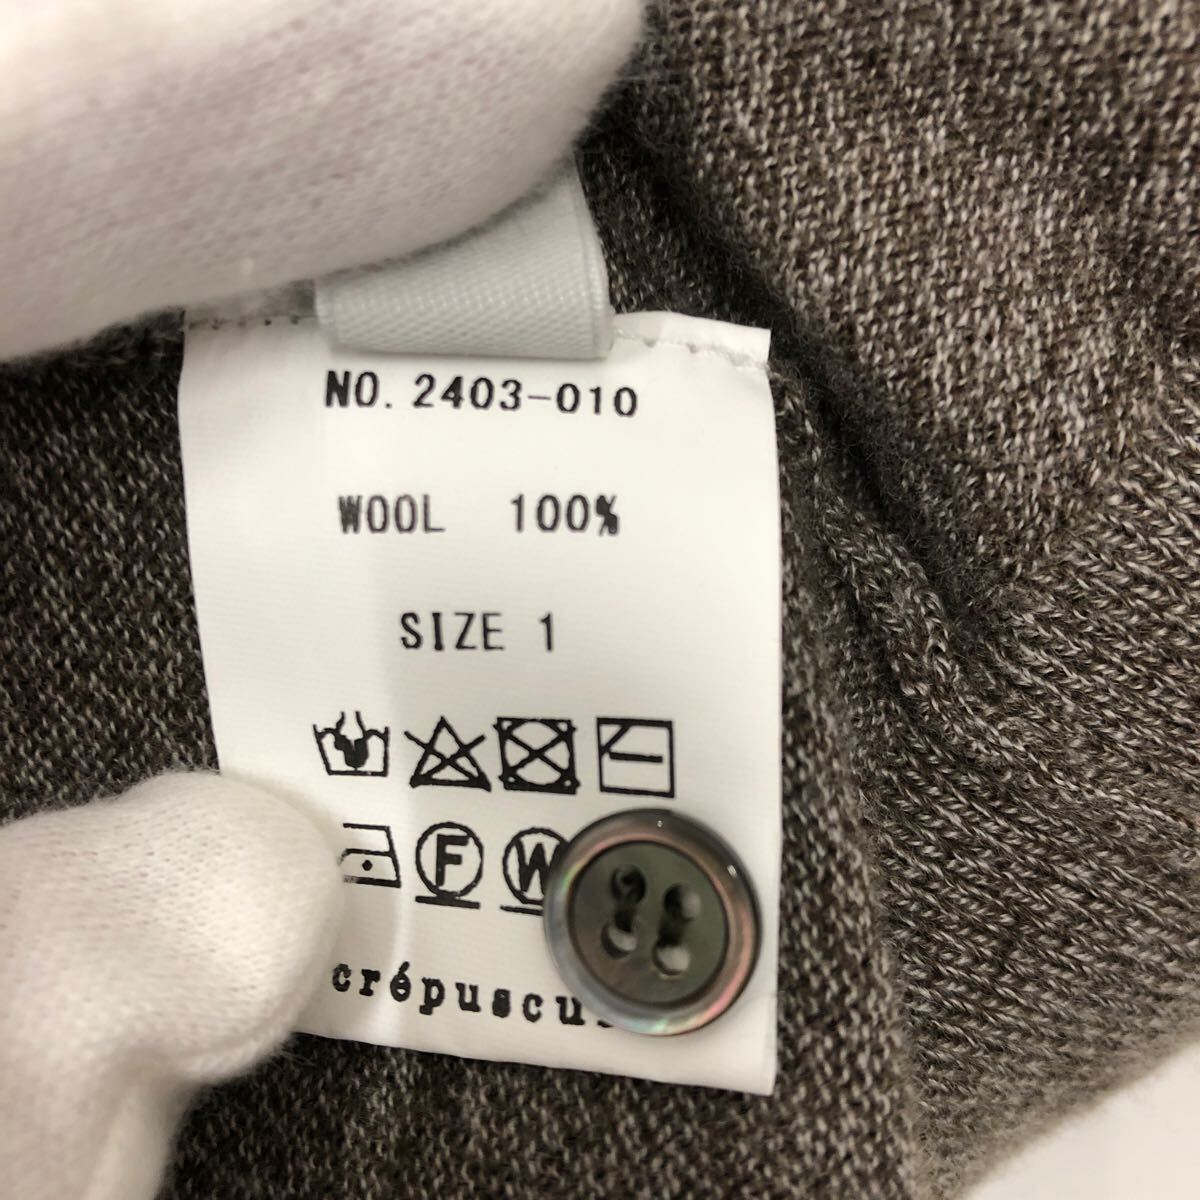 NO. 2403-010
WOOL 100%
SIZE 1
F W